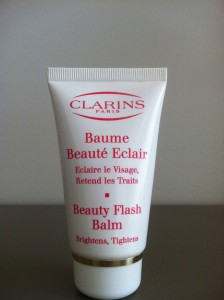 CLARINS
PARIS
Baume
Beauté Eclair
Eclaire le Visage,
Retend les Traits
Beauty Flash
Balm
Brightens, Tightens